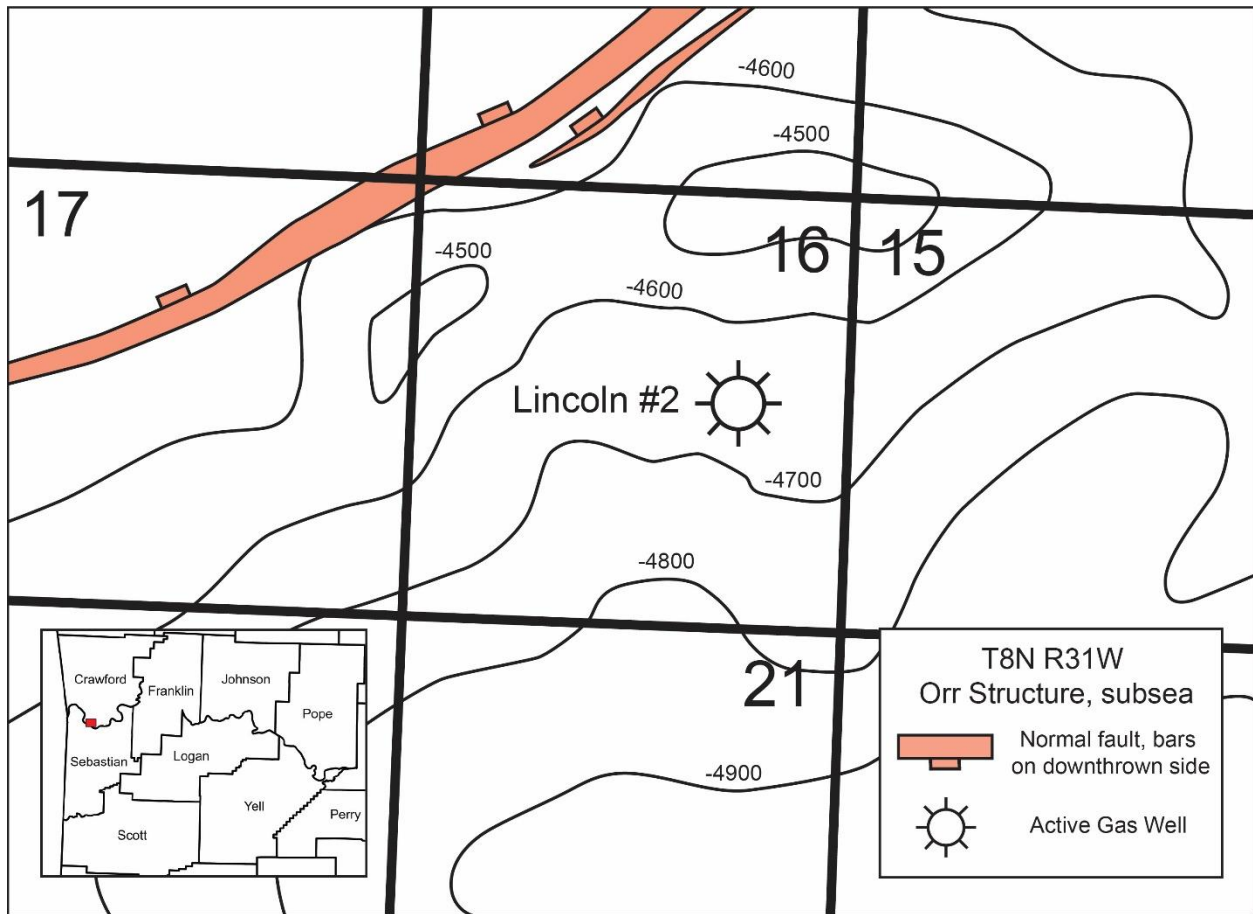 -4600
-4500
17
16
15
-4500
-4600
Lincoln #2
-4700
-4800
21
-4900
Crawford
Franklin
Johnson
Pope
Sebastian
Logan
Yell
Perry
Scott
T8N R31W
Orr Structure, subsea
Normal fault, bars
on downthrown side
Active Gas Well